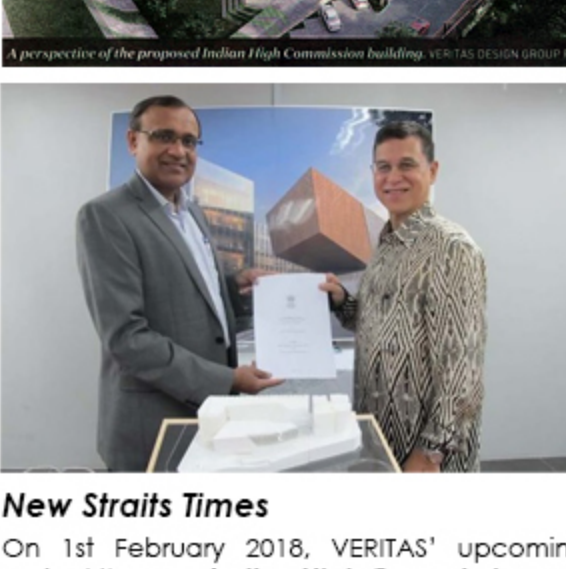 A perspective of the proposed Indian High Commission building. VERITAS DESIGN GROUP
New Straits Times
On 1st February 2018, VERITAS' upcomin